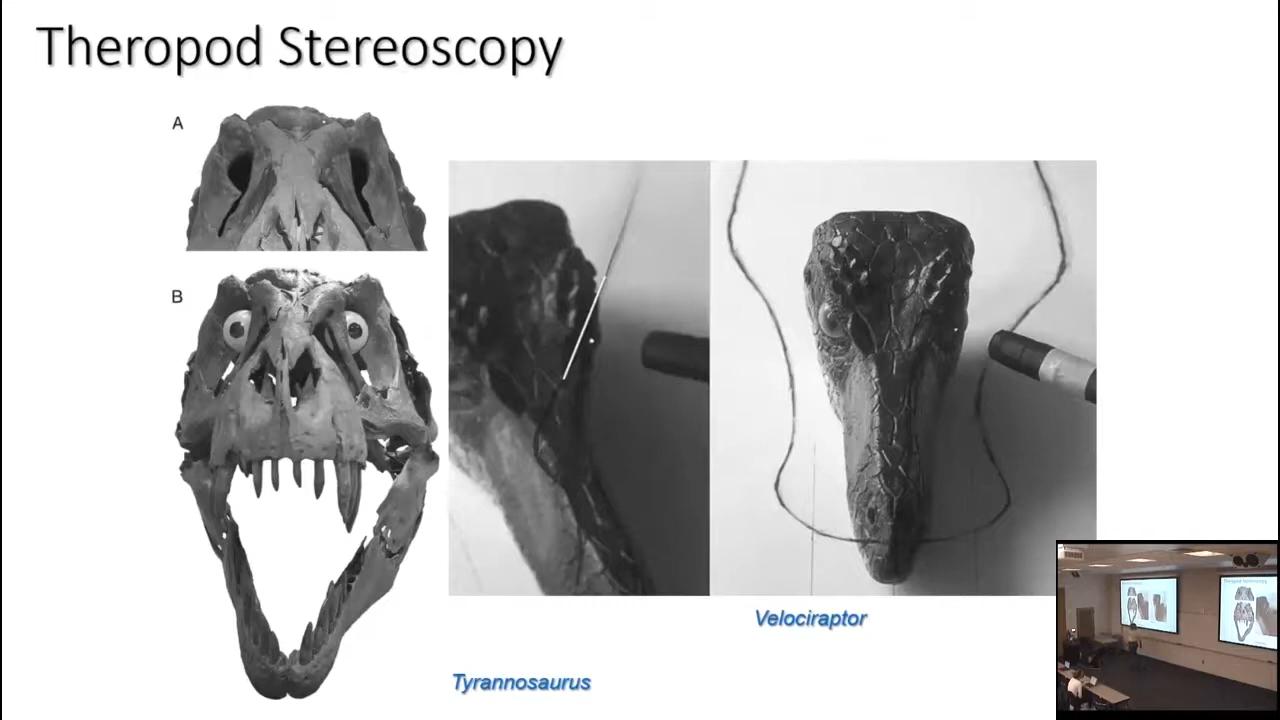 Theropod Stereoscopy
A
B
Velociraptor
Tyrannosaurus